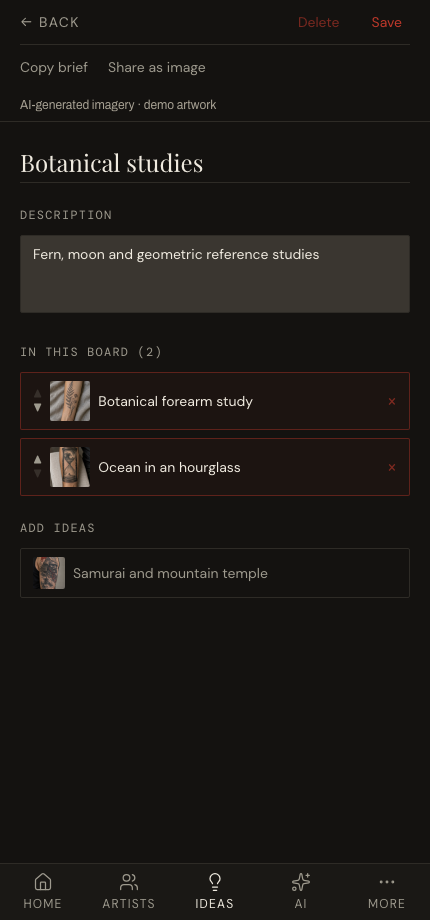 ← BACK
Delete
Save
Copy brief
Share as image
AI-generated imagery · demo artwork
Botanical studies
DESCRIPTION
Fern, moon and geometric reference studies
IN THIS BOARD (2)
Botanical forearm study
×
Ocean in an hourglass
×
ADD IDEAS
Samurai and mountain temple
HOME
ARTISTS
IDEAS
AI
MORE